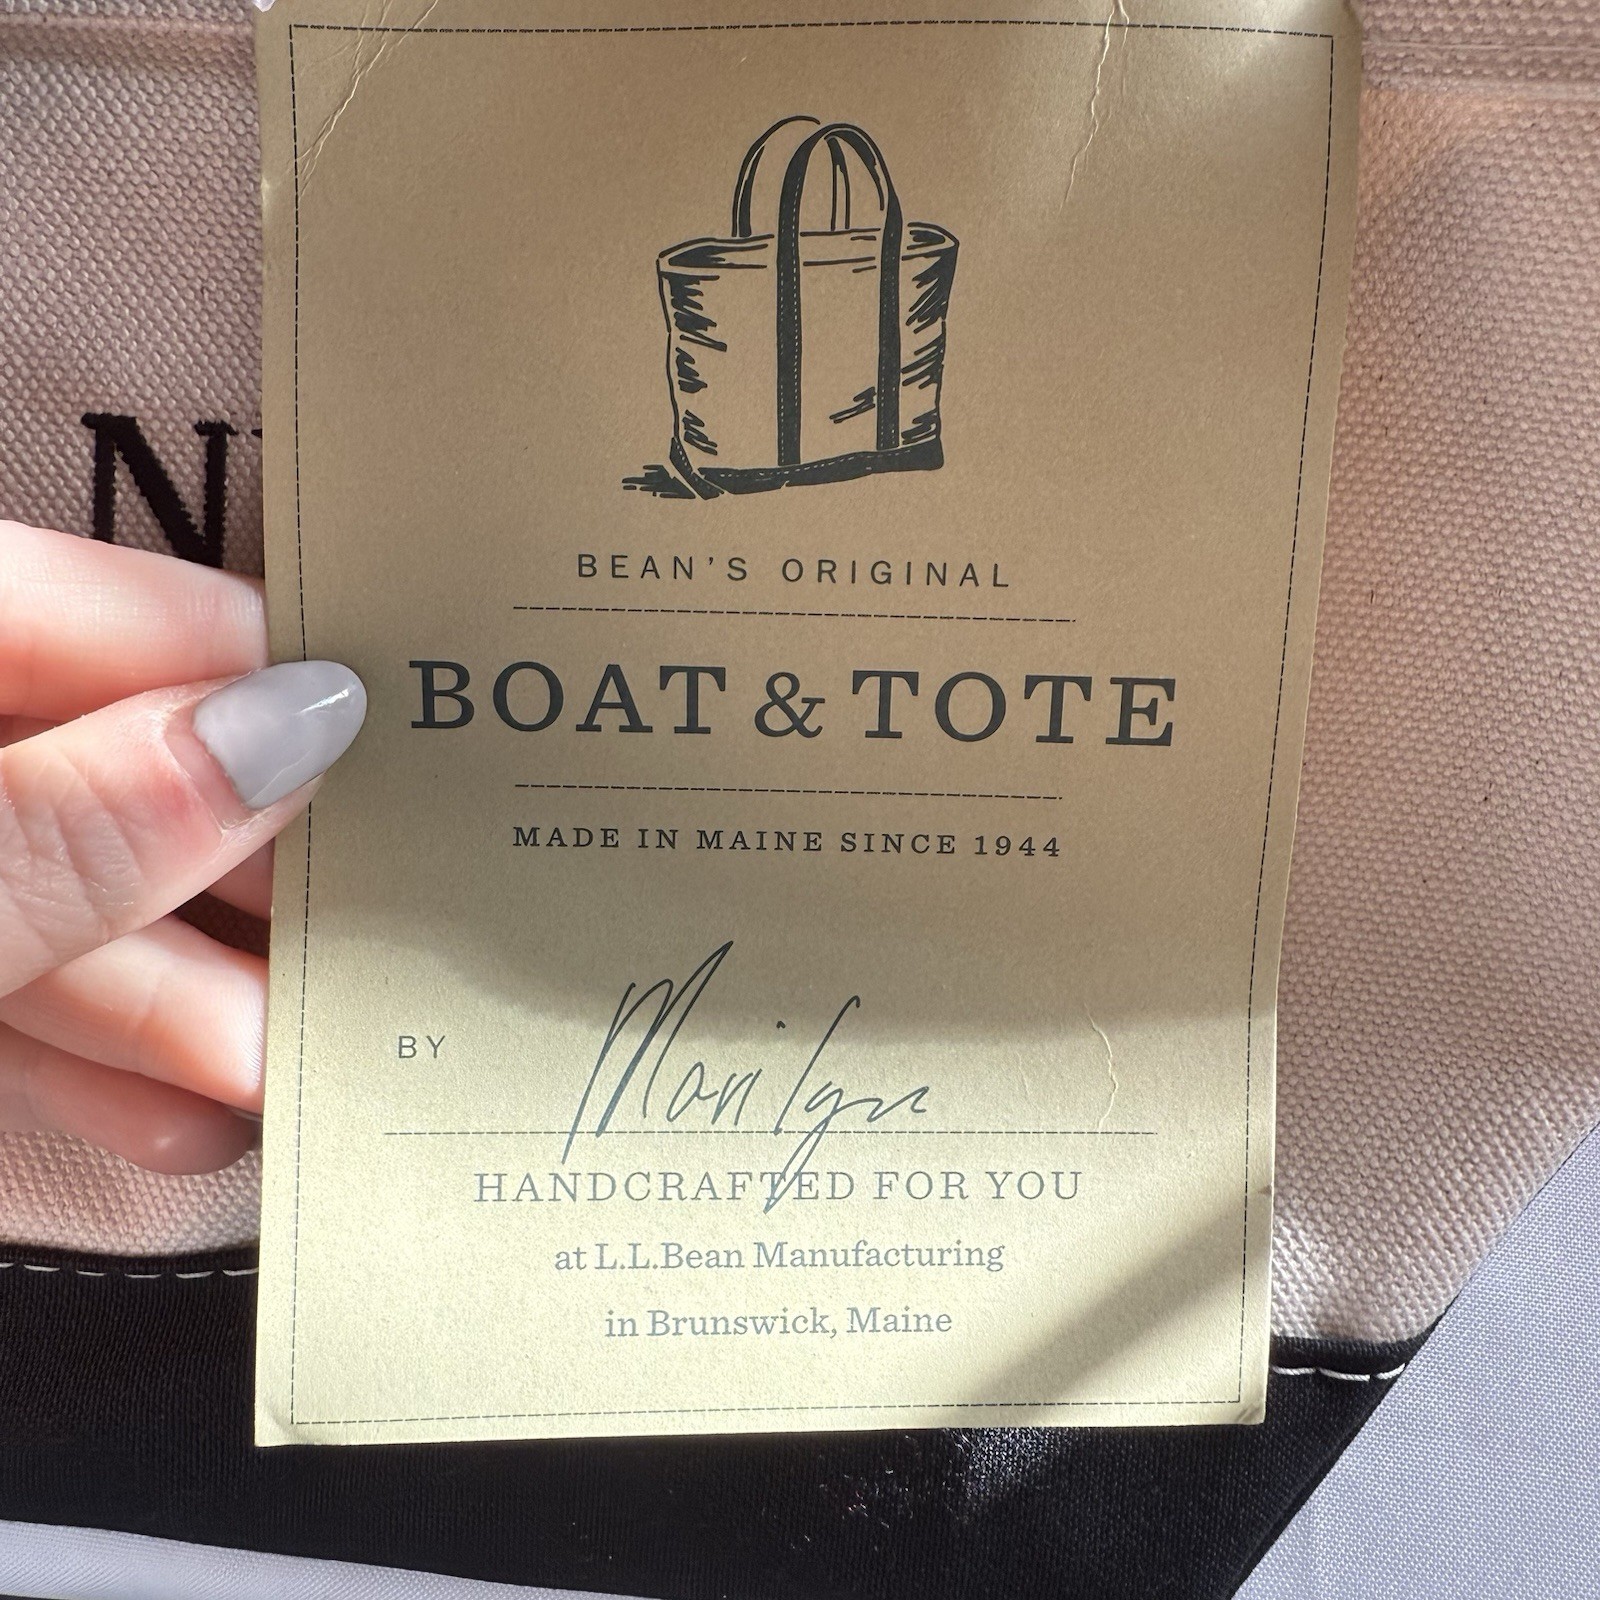 N
BEAN'S ORIGINAL
BOAT & TOTE
MADE IN MAINE SINCE 1944
BY Marilyn
HANDCRAFTED FOR YOU
at L.L.Bean Manufacturing
in Brunswick, Maine